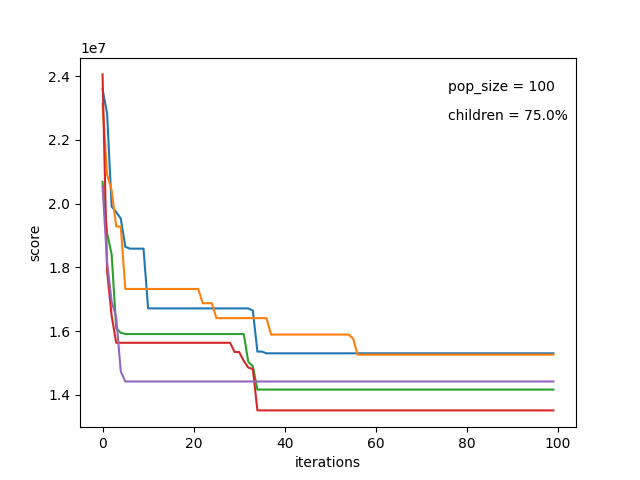 1e7
2.4
2.2
2.0
1.8
1.6
1.4
score
pop_size = 100
children = 75.0%
0 20 40 60 80 100
iterations